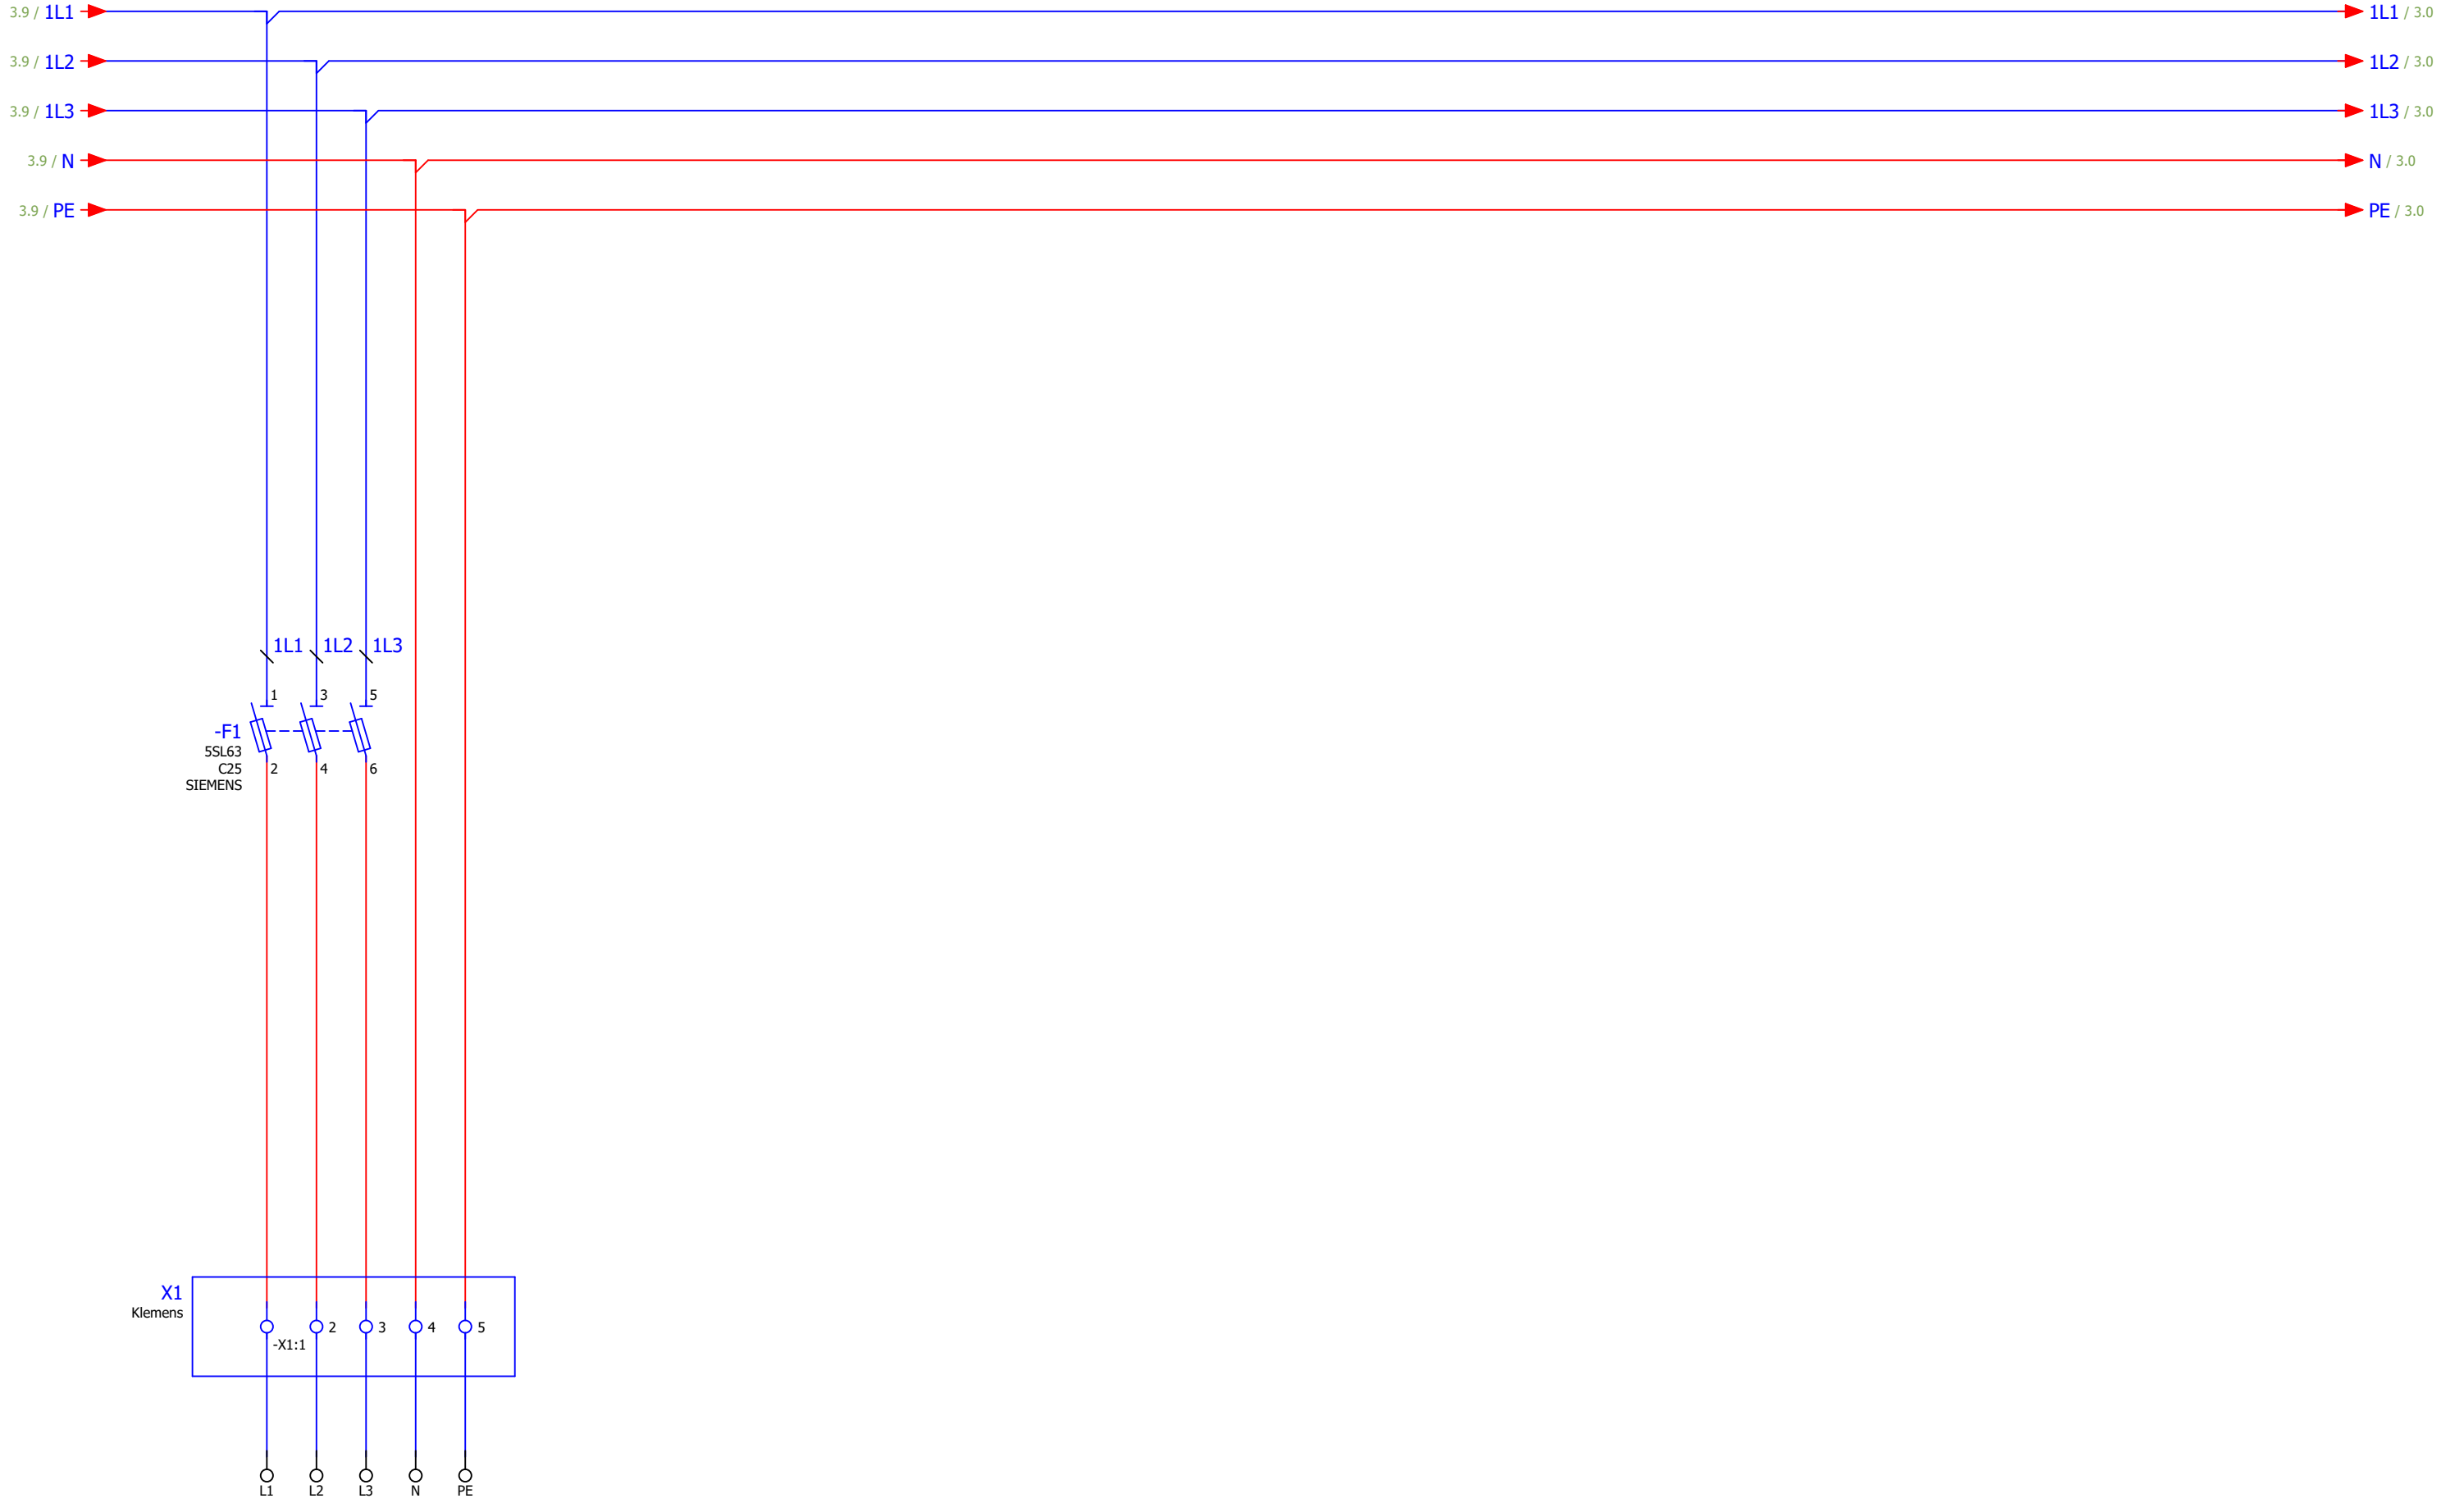 3.9 / 1L1
1L1 / 3.0
3.9 / 1L2
1L2 / 3.0
3.9 / 1L3
1L3 / 3.0
3.9 / N
N / 3.0
3.9 / PE
PE / 3.0
1L1 1L2 1L3
1 3 5
-F1
5SL63
C25
SIEMENS
2 4 6
X1
Klemens
-X1:1
2 3 4 5
L1 L2 L3 N PE